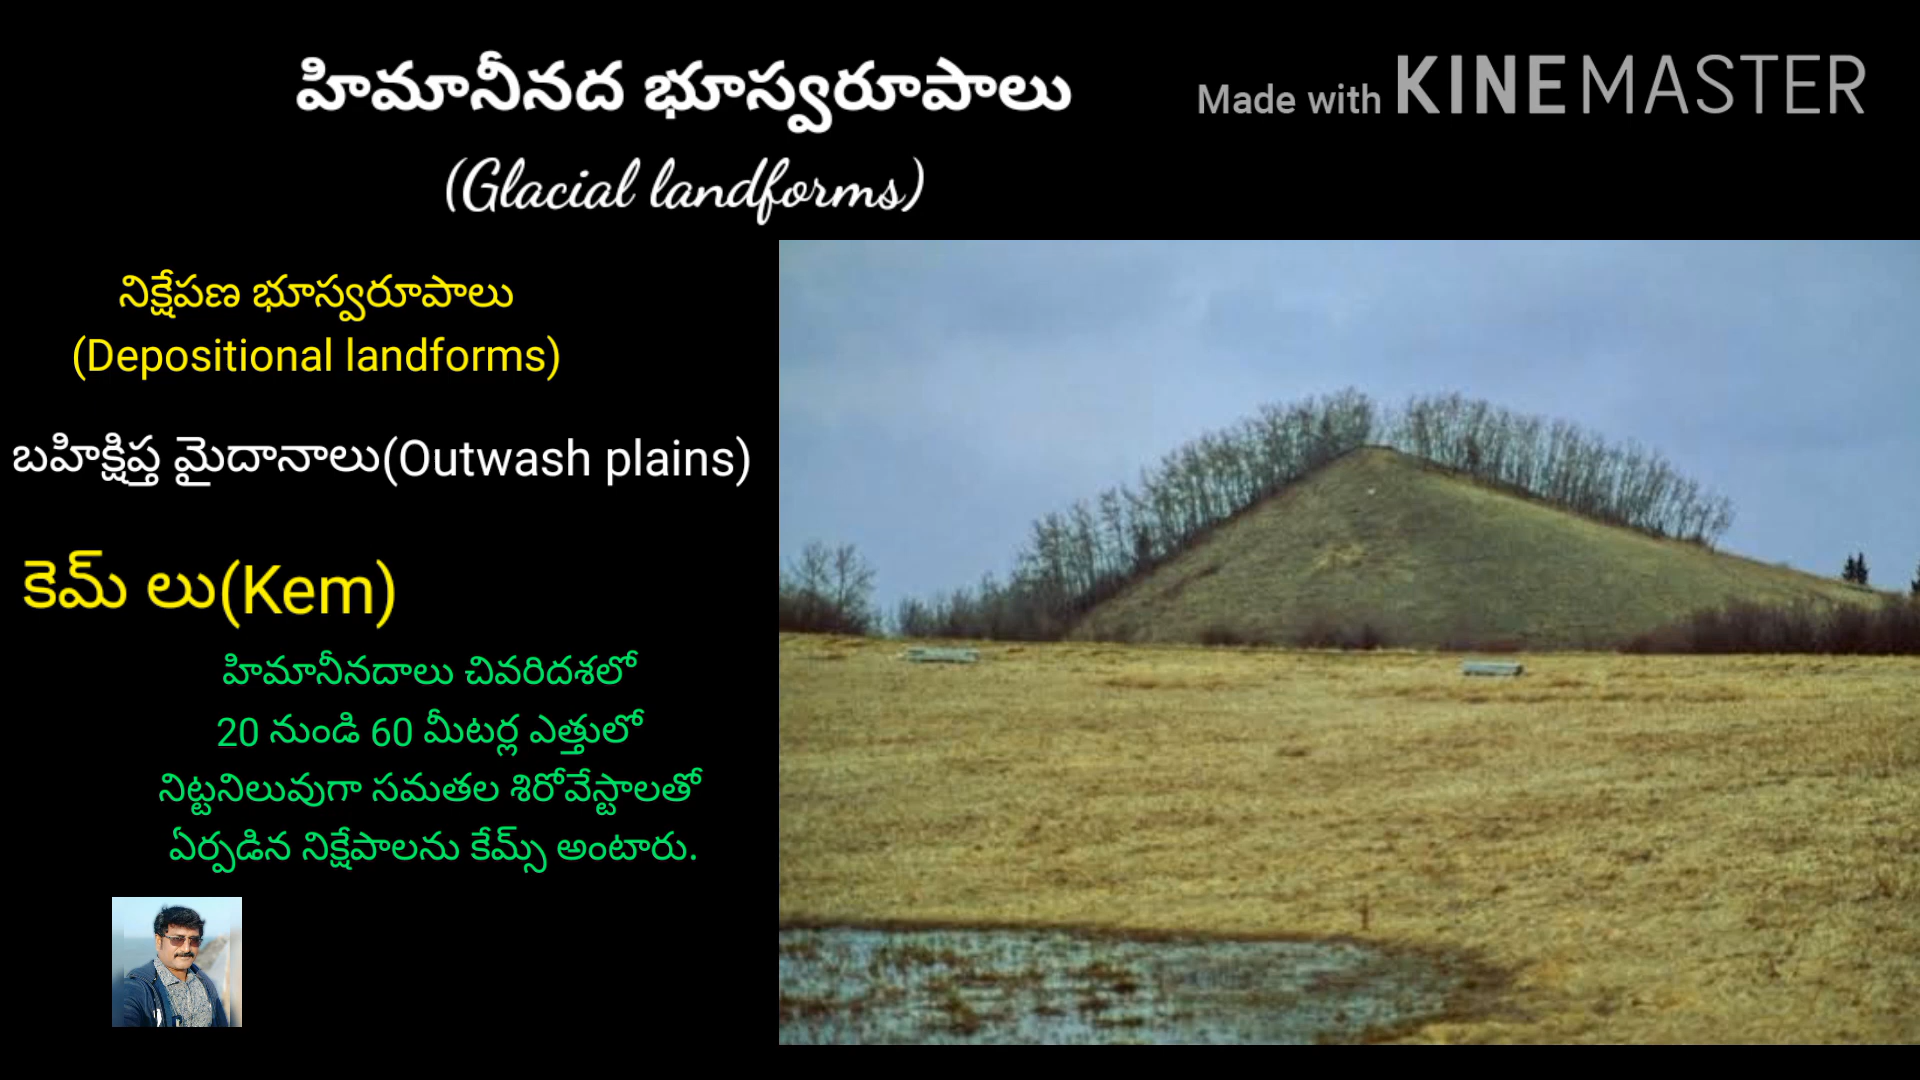 హిమానీనద భూస్వరూపాలు
Made with KINEMASTER
(Glacial landforms)
నిక్షేపణ భూస్వరూపాలు
(Depositional landforms)
బహిక్షిప్త మైదానాలు(Outwash plains)
కెమ్ లు(Kem)
హిమానీనదాలు చివరిదశలో
20 నుండి 60 మీటర్ల ఎత్తులో
నిట్టనిలువుగా సమతల శిరోవేస్టాలతో
ఏర్పడిన నిక్షేపాలను కేమ్స్ అంటారు.